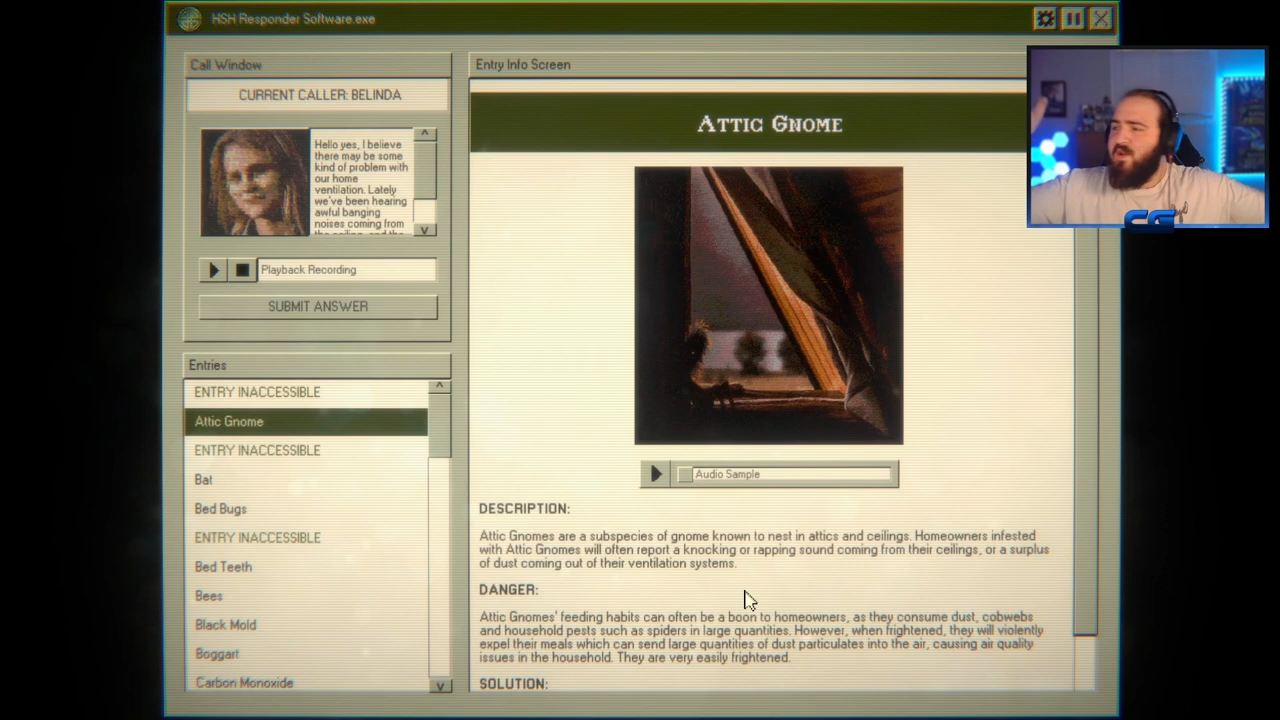 HSH Responder Software.exe
Call Window
CURRENT CALLER: BELINDA
Hello yes, I believe
there may be some
kind of problem with
our home
ventilation. Lately
we've been hearing
awful banging
noises coming from
the ceiling, and the
Playback Recording
SUBMIT ANSWER
Entries
ENTRY INACCESSIBLE
Attic Gnome
ENTRY INACCESSIBLE
Bat
Bed Bugs
ENTRY INACCESSIBLE
Bed Teeth
Bees
Black Mold
Boggart
Carbon Monoxide
Entry Info Screen
ATTIC GNOME
Audio Sample
DESCRIPTION:
Attic Gnomes are a subspecies of gnome known to nest in attics and ceilings. Homeowners infested
with Attic Gnomes will often report a knocking or rapping sound coming from their ceilings, or a surplus
of dust coming out of their ventilation systems.
DANGER:
Attic Gnomes' feeding habits can often be a boon to homeowners, as they consume dust, cobwebs
and household pests such as spiders in large quantities. However, when frightened, they will violently
expel their meals which can send large quantities of dust particulates into the air, causing air quality
issues in the household. They are very easily frightened.
SOLUTION:
CG